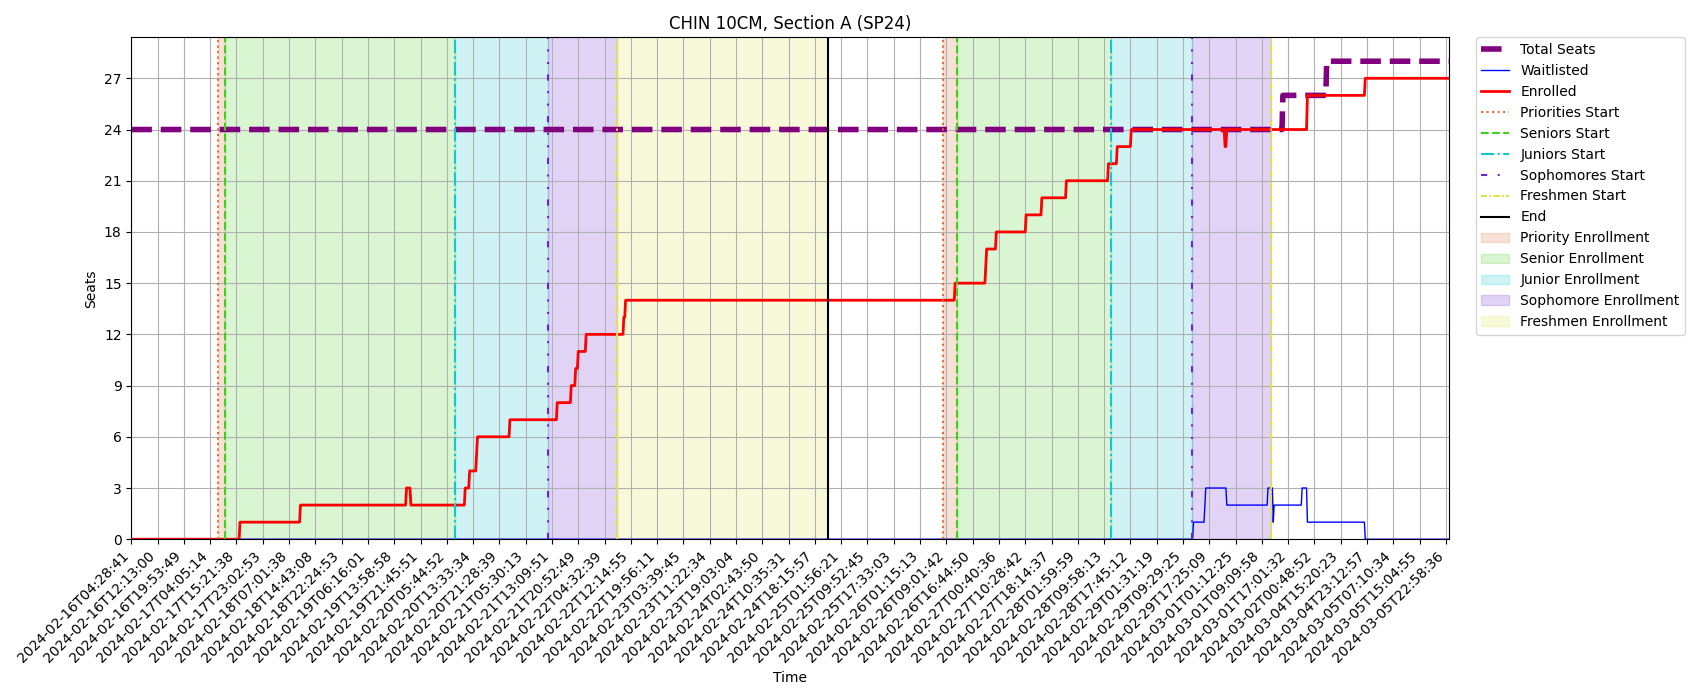 CHIN 10CM, Section A (SP24)
Seats
27
24
21
18
15
12
9
6
3
0
2024-02-16T04:28:41
2024-02-16T12:13:00
2024-02-16T19:53:49
2024-02-17T04:05:14
2024-02-17T15:21:38
2024-02-17T23:02:53
2024-02-18T07:01:38
2024-02-18T14:43:08
2024-02-18T22:24:53
2024-02-19T06:16:01
2024-02-19T13:58:58
2024-02-19T21:45:51
2024-02-20T05:44:52
2024-02-20T13:33:34
2024-02-20T21:28:39
2024-02-21T05:30:13
2024-02-21T13:09:51
2024-02-21T20:52:49
2024-02-22T04:32:39
2024-02-22T12:14:55
2024-02-22T19:56:11
2024-02-23T03:39:45
2024-02-23T11:22:34
2024-02-23T19:03:04
2024-02-24T02:43:50
2024-02-24T10:35:31
2024-02-24T18:15:57
2024-02-25T01:56:21
2024-02-25T09:52:45
2024-02-25T17:33:03
2024-02-26T01:15:13
2024-02-26T09:01:42
2024-02-26T16:44:50
2024-02-27T00:40:36
2024-02-27T10:28:42
2024-02-27T18:14:37
2024-02-28T01:59:59
2024-02-28T09:58:13
2024-02-28T17:45:12
2024-02-29T01:31:19
2024-02-29T09:29:25
2024-02-29T17:25:09
2024-03-01T01:12:25
2024-03-01T09:09:58
2024-03-01T17:01:32
2024-03-02T00:48:52
2024-03-04T15:20:23
2024-03-04T23:12:57
2024-03-05T07:10:34
2024-03-05T15:04:55
2024-03-05T22:58:36
Time
Total Seats
Waitlisted
Enrolled
Priorities Start
Seniors Start
Juniors Start
Sophomores Start
Freshmen Start
End
Priority Enrollment
Senior Enrollment
Junior Enrollment
Sophomore Enrollment
Freshmen Enrollment